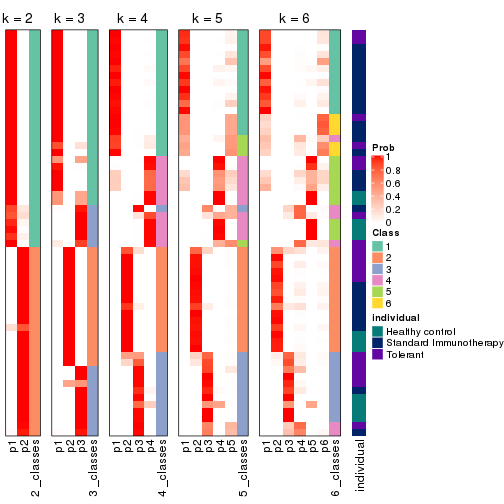 k = 2
k = 3
k = 4
k = 5
k = 6
p1
p2
2_classes
p1
p2
p3
3_classes
p1
p2
p3
p4
4_classes
p1
p2
p3
p4
p5
5_classes
p1
p2
p3
p4
p5
p6
6_classes
individual
Prob
1
0.8
0.6
0.4
0.2
0
Class
1
2
3
4
5
6
individual
Healthy control
Standard Immunotherapy
Tolerant